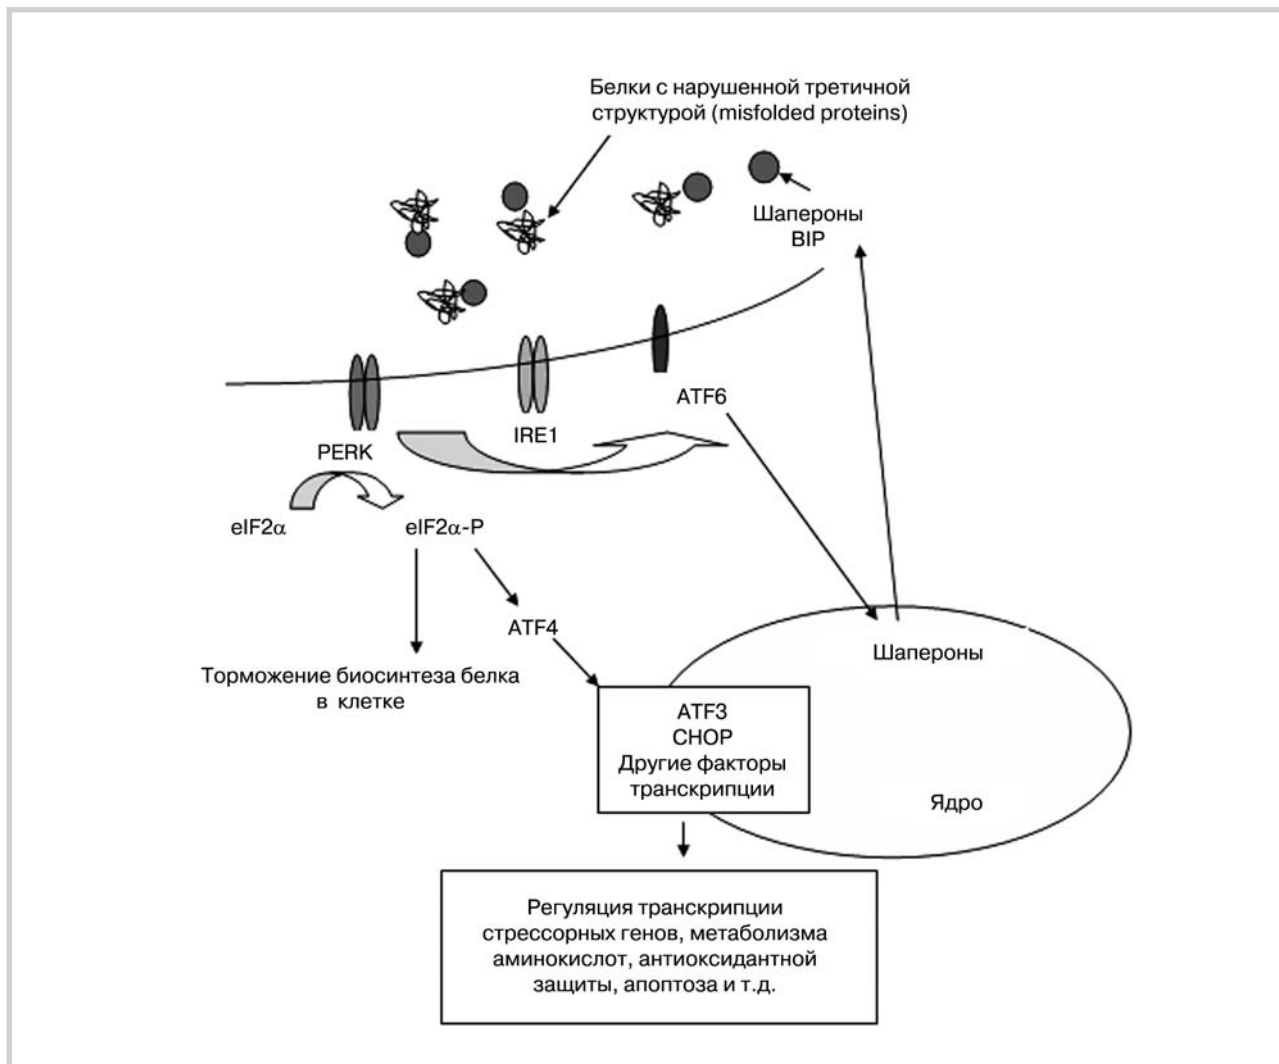 Белки с нарушенной третичной
структурой (misfolded proteins)
Шапероны
BIP
ATF6
IRE1
PERK
eIF2α
eIF2α-P
ATF4
Торможение биосинтеза белка
в клетке
Шапероны
ATF3
CHOP
Другие факторы
транскрипции
Ядро
Регуляция транскрипции
стрессорных генов, метаболизма
аминокислот, антиоксидантной
защиты, апоптоза и т.д.